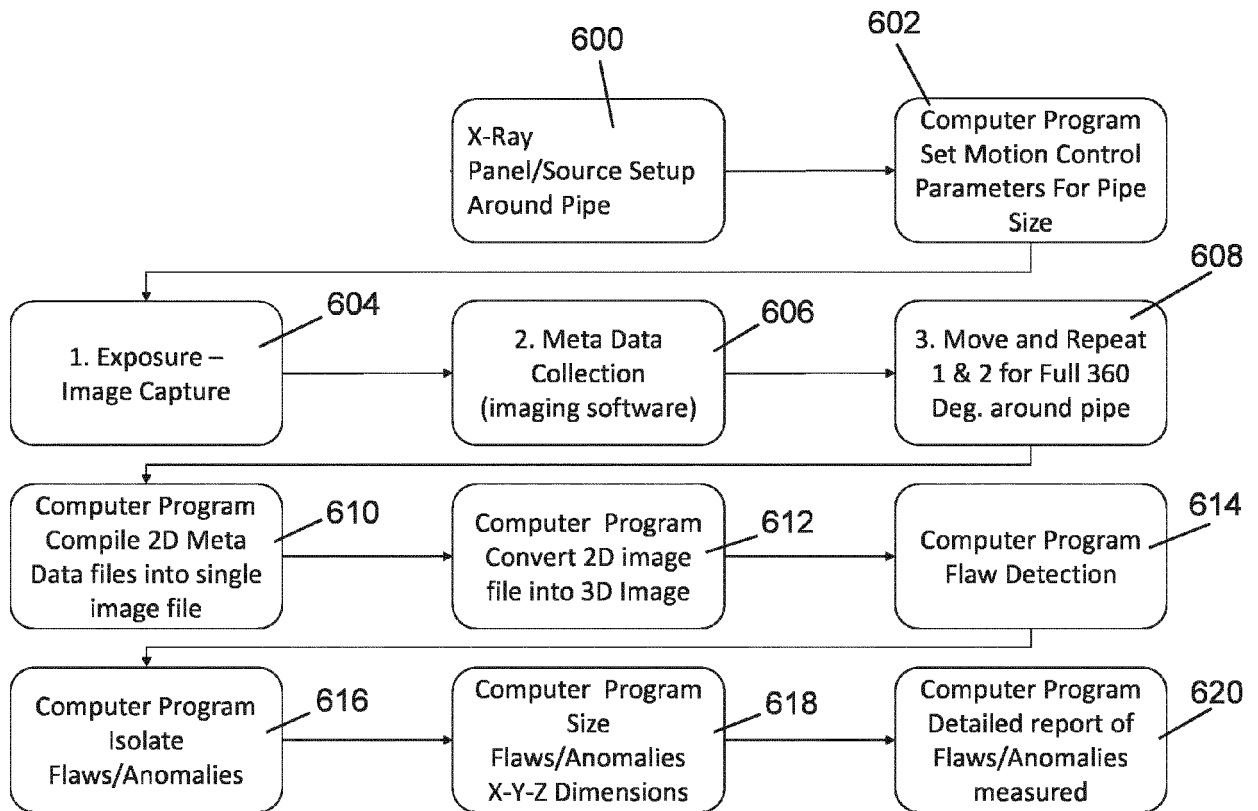 600
X-Ray
Panel/Source Setup
Around Pipe
602
Computer Program
Set Motion Control
Parameters For Pipe
Size
604
1. Exposure –
Image Capture
606
2. Meta Data
Collection
(imaging software)
608
3. Move and Repeat
1 & 2 for Full 360
Deg. around pipe
610
Computer Program
Compile 2D Meta
Data files into single
image file
612
Computer Program
Convert 2D image
file into 3D Image
614
Computer Program
Flaw Detection
616
Computer Program
Isolate
Flaws/Anomalies
618
Computer Program
Size
Flaws/Anomalies
X-Y-Z Dimensions
620
Computer Program
Detailed report of
Flaws/Anomalies
measured